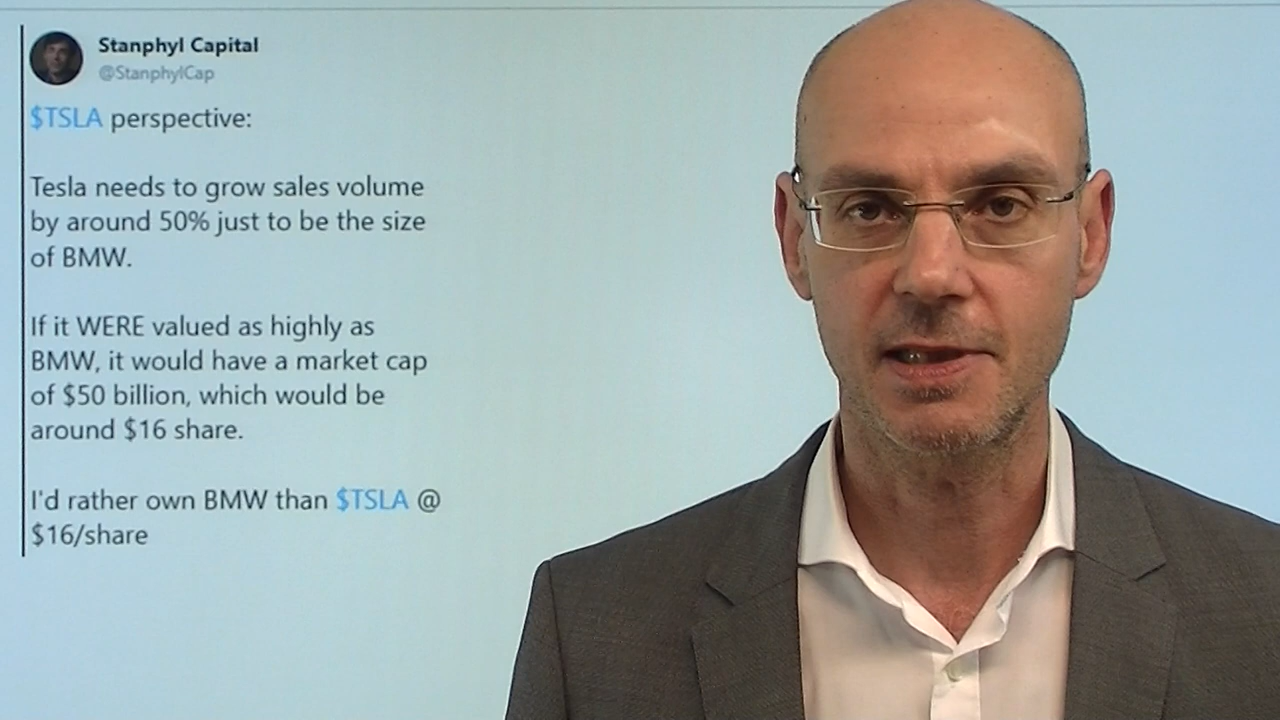 Stanphyl Capital
@StanphylCap
$TSLA perspective:
Tesla needs to grow sales volume
by around 50% just to be the size
of BMW.
If it WERE valued as highly as
BMW, it would have a market cap
of $50 billion, which would be
around $16 share.
I'd rather own BMW than $TSLA @
$16/share